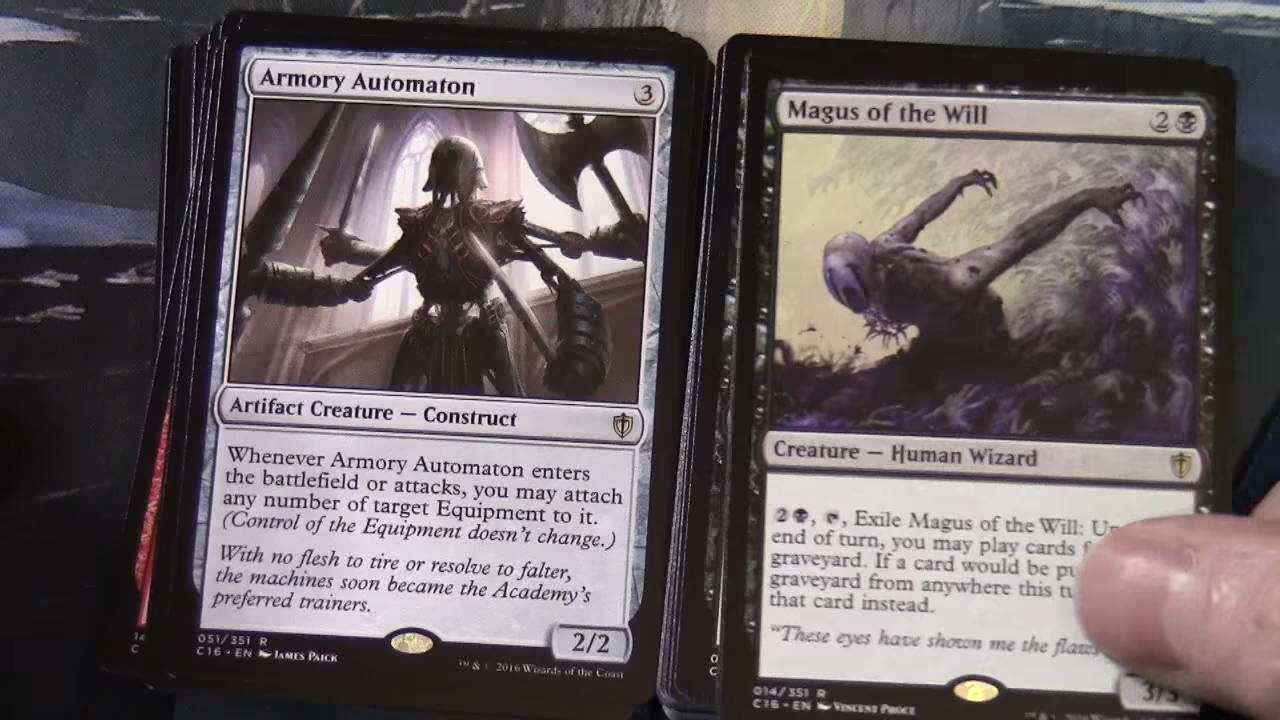 Armory Automaton 3
Artifact Creature — Construct
Whenever Armory Automaton enters
the battlefield or attacks, you may attach
any number of target Equipment to it.
(Control of the Equipment doesn't change.)
With no flesh to tire or resolve to falter,
the machines soon became the Academy's
preferred trainers.
2/2
051/351 R
C16 • EN James Paick
™ & © 2016 Wizards of the Coast
14
C
Magus of the Will 2
Creature — Human Wizard
2, , Exile Magus of the Will:
end of turn, you may play cards
graveyard. If a card would be
graveyard from anywhere this
that card instead.
"These eyes have shown me the flaws
014/351 R
C16 • EN
0
C